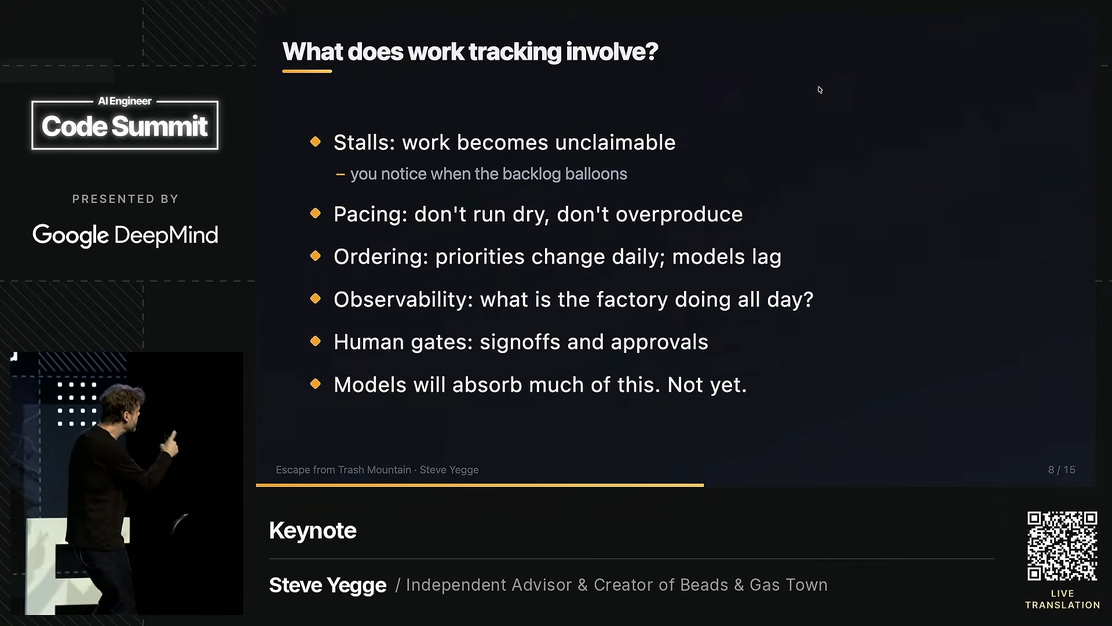 AI Engineer
Code Summit
PRESENTED BY
Google DeepMind
What does work tracking involve?
Stalls: work becomes unclaimable
– you notice when the backlog balloons
Pacing: don't run dry, don't overproduce
Ordering: priorities change daily; models lag
Observability: what is the factory doing all day?
Human gates: signoffs and approvals
Models will absorb much of this. Not yet.
Escape from Trash Mountain · Steve Yegge
8 / 15
Keynote
Steve Yegge / Independent Advisor & Creator of Beads & Gas Town
LIVE
TRANSLATION